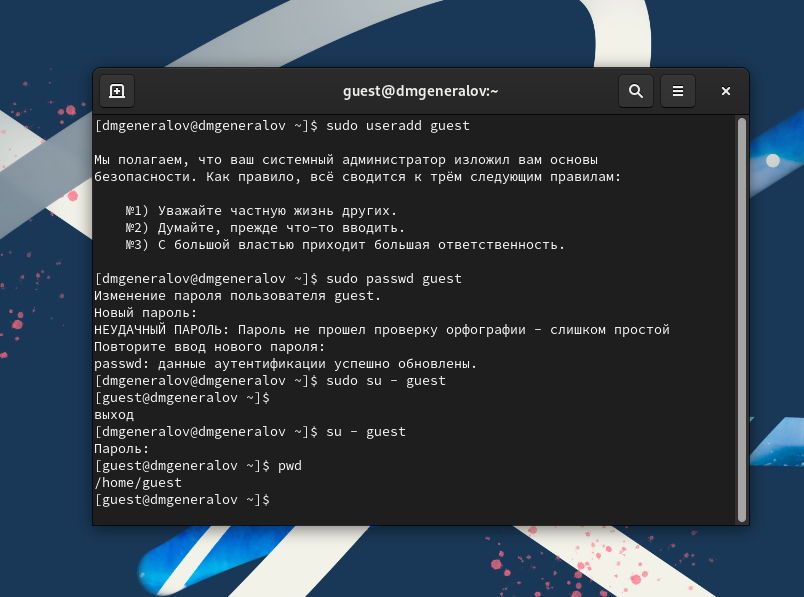 guest@dmgeneralov:~
[dmgeneralov@dmgeneralov ~]$ sudo useradd guest
Мы полагаем, что ваш системный администратор изложил вам основы
безопасности. Как правило, всё сводится к трём следующим правилам:
№1) Уважайте частную жизнь других.
№2) Думайте, прежде что-то вводить.
№3) С большой властью приходит большая ответственность.
[dmgeneralov@dmgeneralov ~]$ sudo passwd guest
Изменение пароля пользователя guest.
Новый пароль:
НЕУДАЧНЫЙ ПАРОЛЬ: Пароль не прошел проверку орфографии - слишком простой
Повторите ввод нового пароля:
passwd: данные аутентификации успешно обновлены.
[dmgeneralov@dmgeneralov ~]$ sudo su - guest
[guest@dmgeneralov ~]$
выход
[dmgeneralov@dmgeneralov ~]$ su - guest
Пароль:
[guest@dmgeneralov ~]$ pwd
/home/guest
[guest@dmgeneralov ~]$